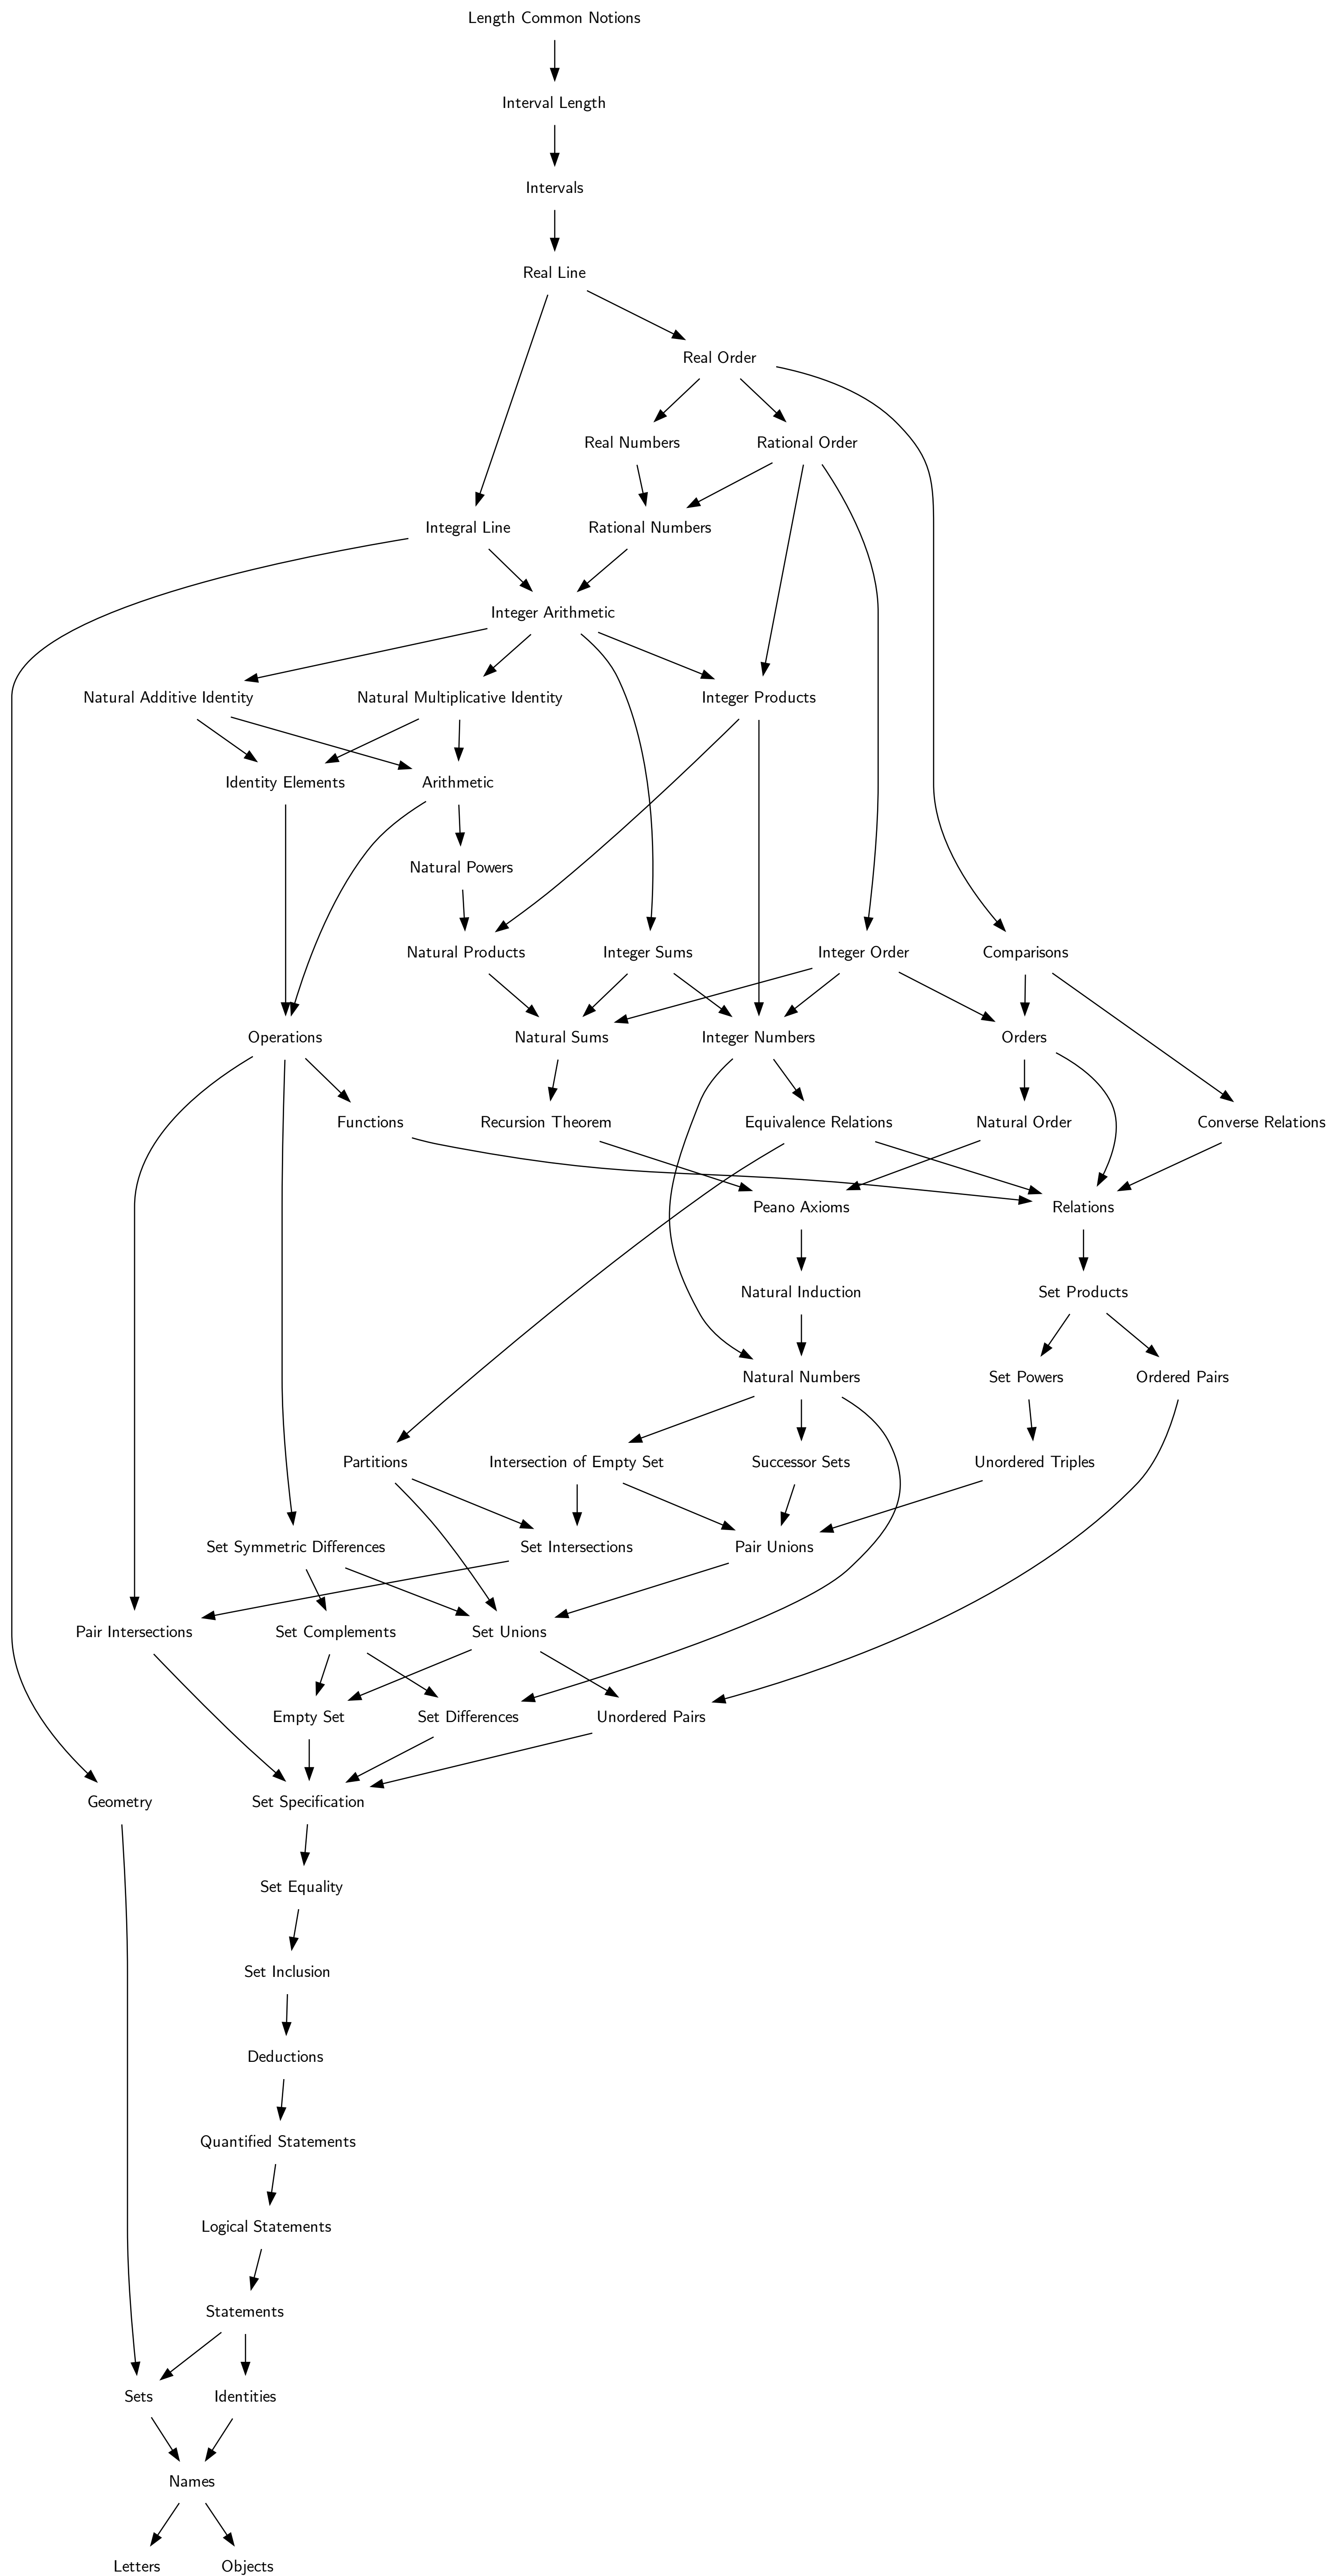 Length Common Notions
Interval Length
Intervals
Real Line
Real Order
Real Numbers
Rational Order
Integral Line
Rational Numbers
Integer Arithmetic
Natural Additive Identity
Natural Multiplicative Identity
Integer Products
Identity Elements
Arithmetic
Natural Powers
Natural Products
Integer Sums
Integer Order
Comparisons
Operations
Natural Sums
Integer Numbers
Orders
Functions
Recursion Theorem
Equivalence Relations
Natural Order
Converse Relations
Peano Axioms
Relations
Natural Induction
Set Products
Natural Numbers
Set Powers
Ordered Pairs
Partitions
Intersection of Empty Set
Successor Sets
Unordered Triples
Set Symmetric Differences
Set Intersections
Pair Unions
Pair Intersections
Set Complements
Set Unions
Empty Set
Set Differences
Unordered Pairs
Geometry
Set Specification
Set Equality
Set Inclusion
Deductions
Quantified Statements
Logical Statements
Statements
Sets
Identities
Names
Letters
Objects